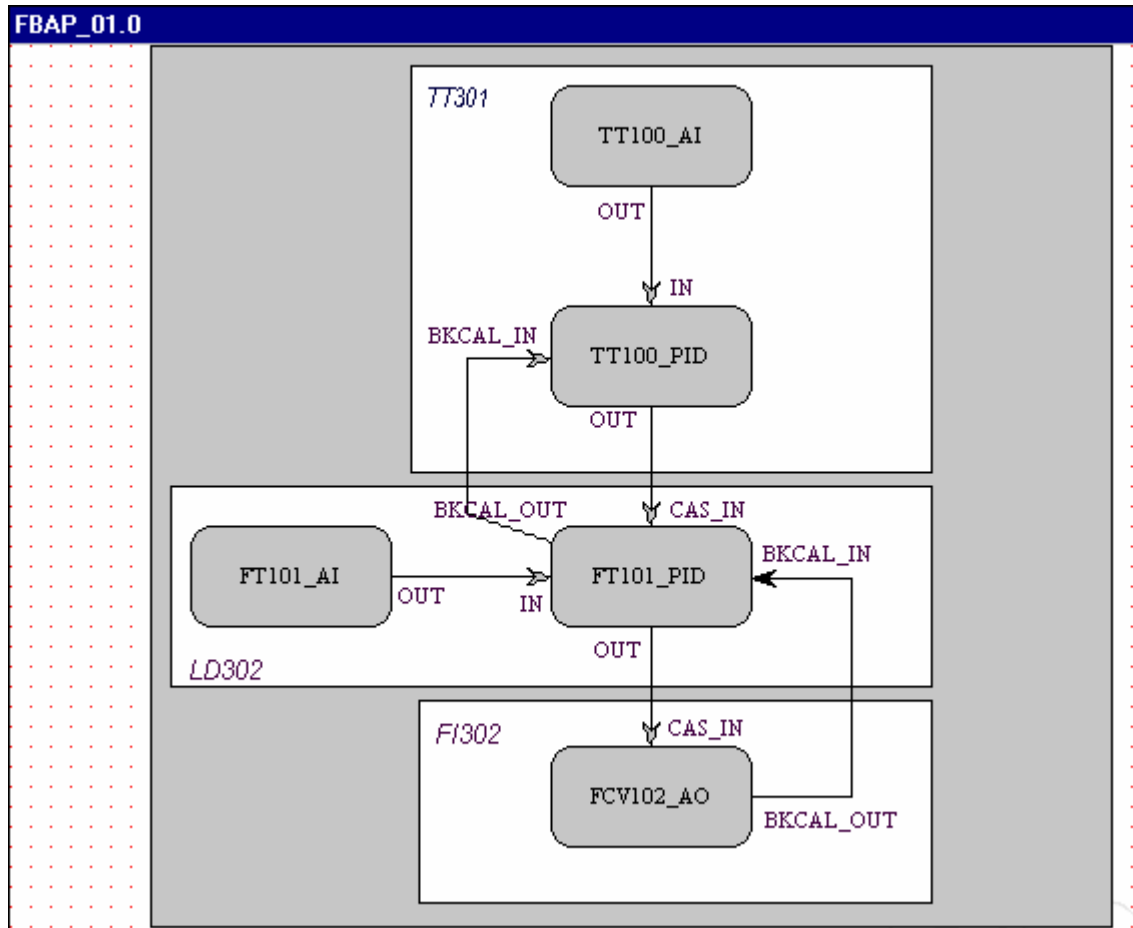 FBAP_01.0
TT301
TT100_AI
OUT
IN
BKCAL_IN
TT100_PID
OUT
BKCAL_OUT
CAS_IN
BKCAL_IN
FT101_AI
FT101_PID
OUT
IN
OUT
LD302
FI302
CAS_IN
FCV102_AO
BKCAL_OUT